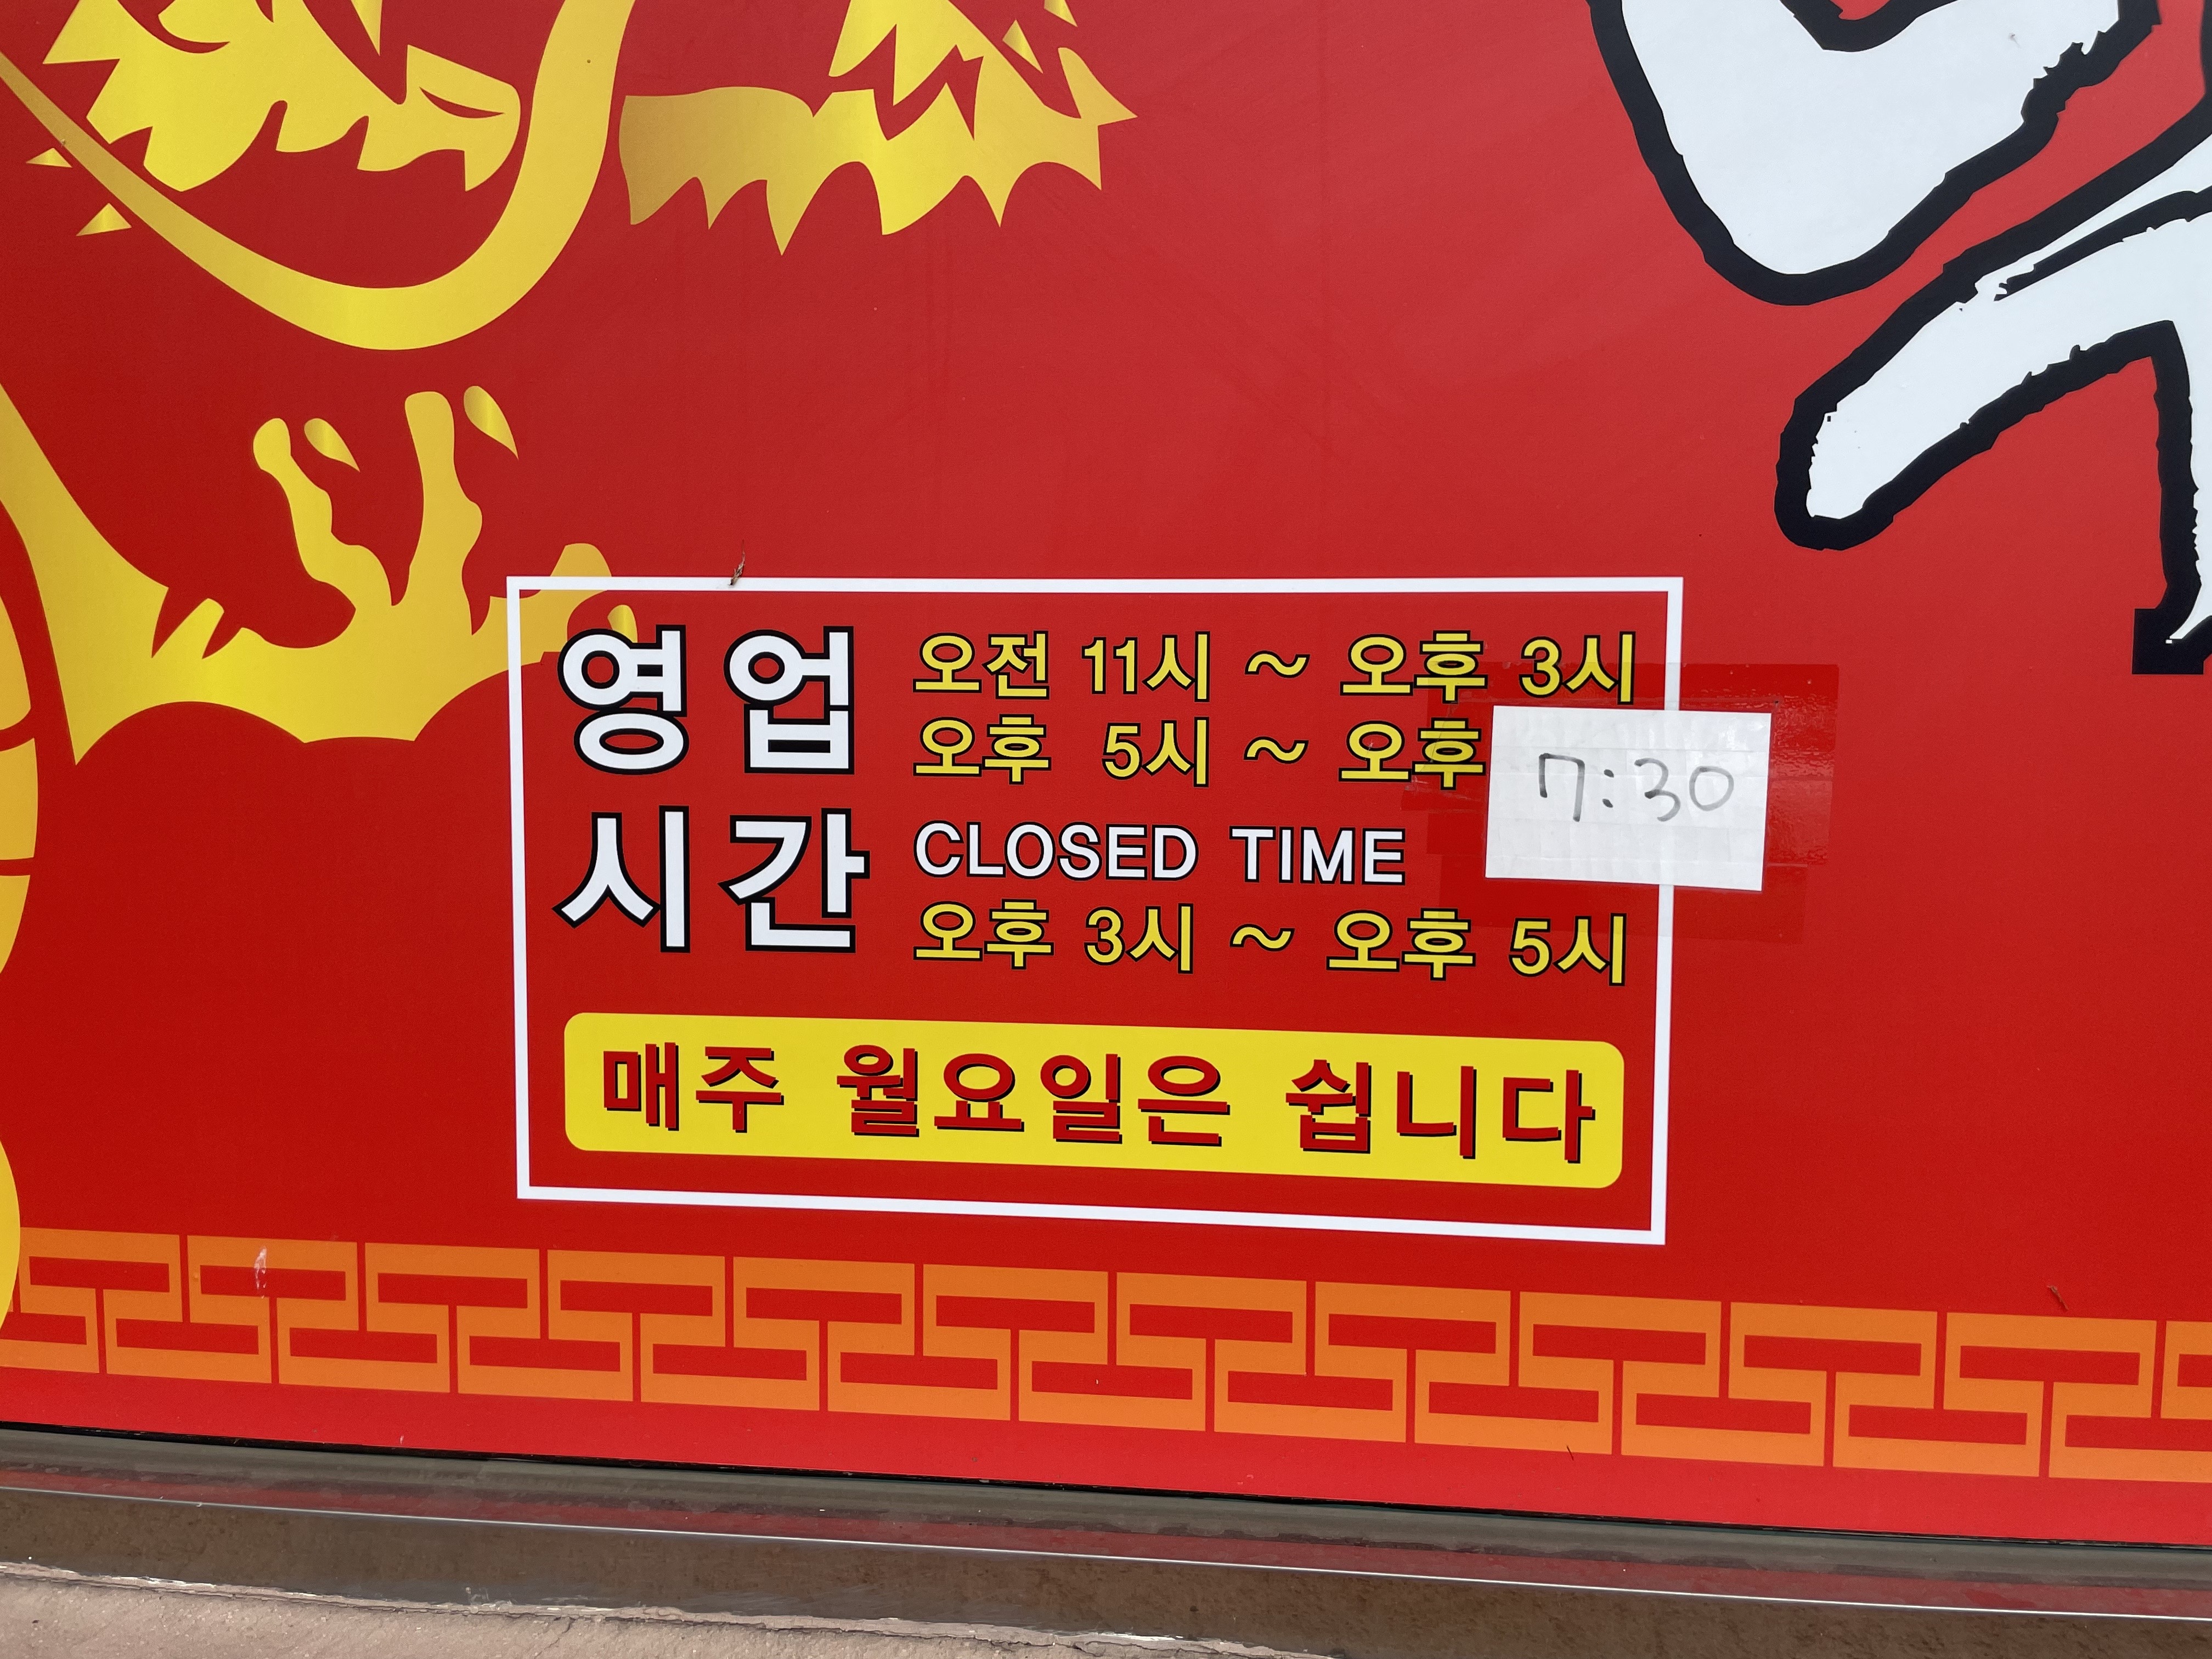 영업 시간
오전 11시 ~ 오후 3시
오후 5시 ~ 오후 7:30
CLOSED TIME
오후 3시 ~ 오후 5시
매주 월요일은 쉽니다